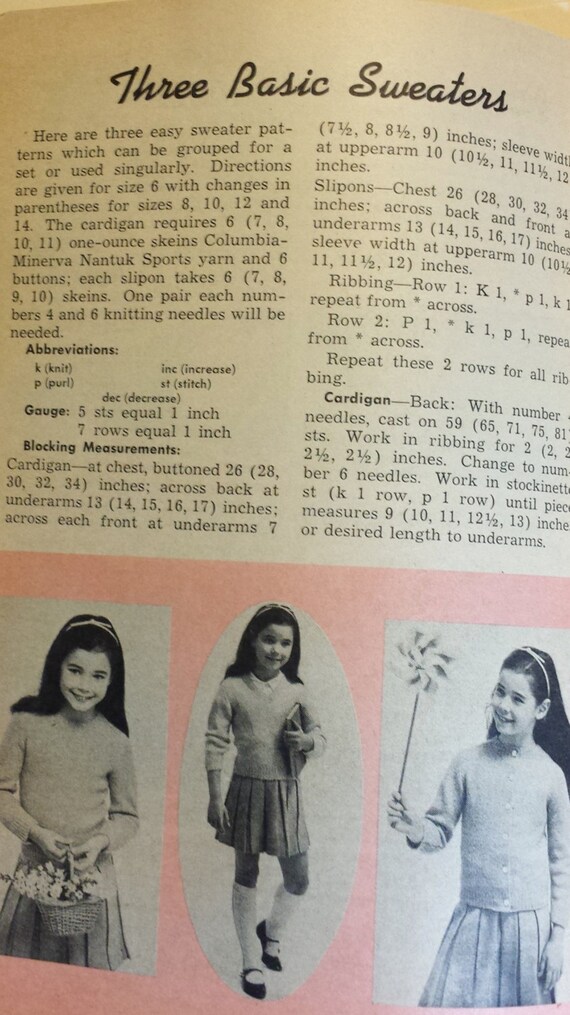 Three Basic Sweaters
Here are three easy sweater pat-
terns which can be grouped for a
set or used singularly. Directions
are given for size 6 with changes in
parentheses for sizes 8, 10, 12 and
14. The cardigan requires 6 (7, 8,
10, 11) one-ounce skeins Columbia-
Minerva Nantuk Sports yarn and 6
buttons; each slipon takes 6 (7, 8,
9, 10) skeins. One pair each num-
bers 4 and 6 knitting needles will be
needed.
Abbreviations:
k (knit) inc (increase)
p (purl) st (stitch)
dec (decrease)
Gauge: 5 sts equal 1 inch
7 rows equal 1 inch
Blocking Measurements:
Cardigan—at chest, buttoned 26 (28,
30, 32, 34) inches; across back at
underarms 13 (14, 15, 16, 17) inches;
across each front at underarms 7
(7½, 8, 8½, 9) inches; sleeve width
at upperarm 10 (10½, 11, 11½, 12
inches.
Slipons—Chest 26 (28, 30, 32, 34
inches; across back and front a
underarms 13 (14, 15, 16, 17) inches
sleeve width at upperarm 10 (10½
11, 11½, 12) inches.
Ribbing—Row 1: K 1, * p 1, k 1
repeat from * across.
Row 2: P 1, * k 1, p 1, repea
from * across.
Repeat these 2 rows for all rib
bing.
Cardigan—Back: With number 4
needles, cast on 59 (65, 71, 75, 81
sts. Work in ribbing for 2 (2, 2
2½, 2½) inches. Change to num-
ber 6 needles. Work in stockinette
st (k 1 row, p 1 row) until piece
measures 9 (10, 11, 12½, 13) inche
or desired length to underarms.